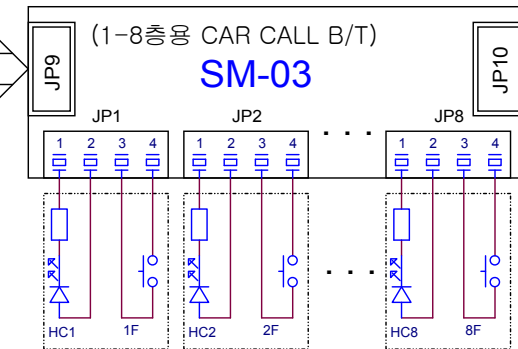 (1-8층용 CAR CALL B/T)
SM-03
JP9
JP10
JP1 JP2 JP8
1 2 3 4 1 2 3 4 . . . 1 2 3 4
. . .
HC1 1F HC2 2F HC8 8F